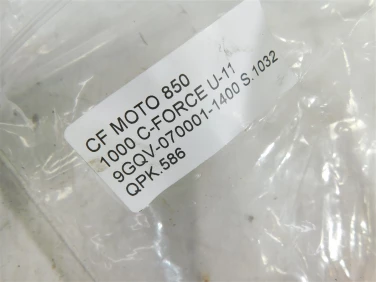 CF MOTO 850
1000 C-FORCE U-11
9GQV-070001-1400 S.1032
QPK.586